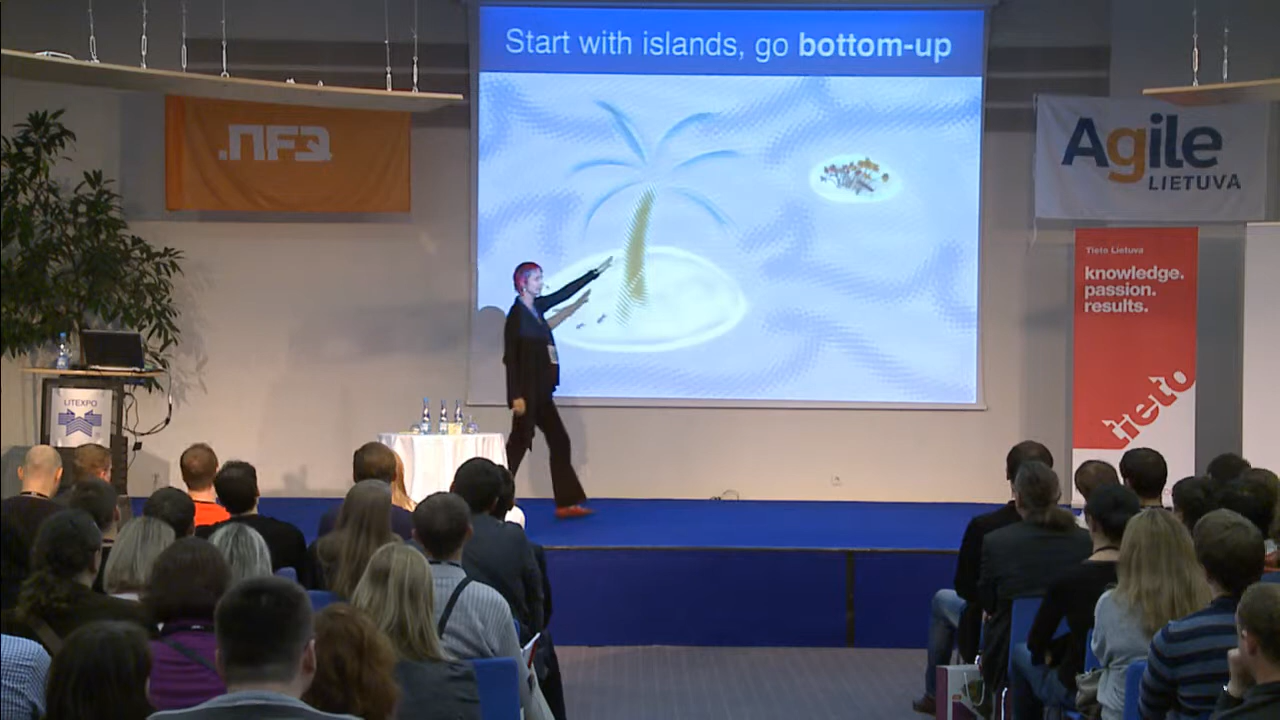 Start with islands, go bottom-up
.NFQ
Agile
LIETUVA
Tieto Lietuva
knowledge.
passion.
results.
tieto
LITEXPO